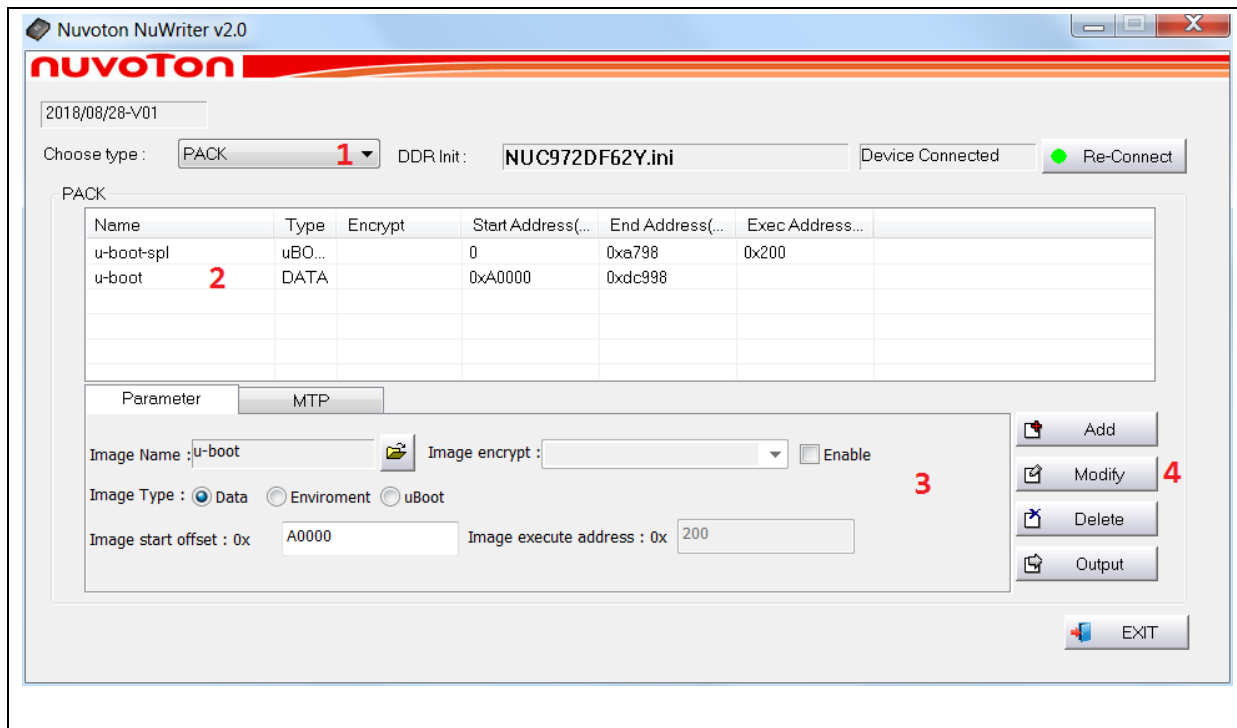 Nuvoton NuWriter v2.0
nuvoTon
2018/08/28-V01
Choose type : PACK 1 DDR Init : NUC972DF62Y.ini Device Connected Re-Connect
PACK
Name Type Encrypt Start Address(... End Address(... Exec Address...
u-boot-spl uBO... 0 0xa798 0x200
u-boot 2 DATA 0xA0000 0xdc998
Parameter MTP
Add
Image Name : u-boot Image encrypt : Enable
3
Modify 4
Image Type : Data Enviroment uBoot
Delete
Image start offset : 0x A0000 Image execute address : 0x 200
Output
EXIT